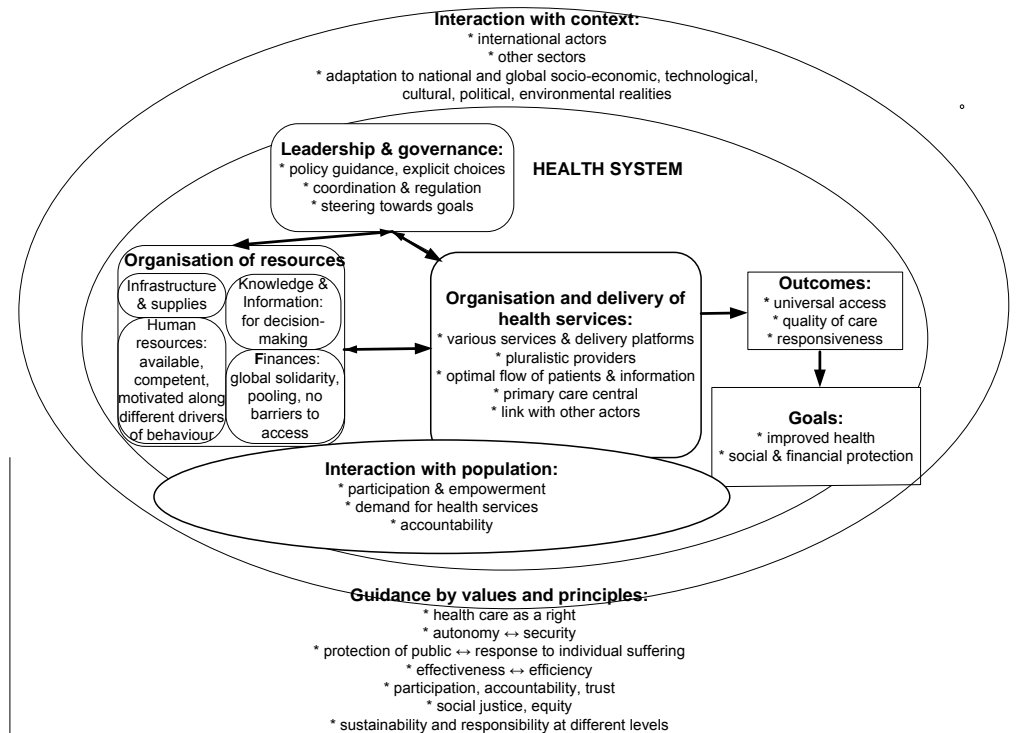 Interaction with context:
* international actors
* other sectors
* adaptation to national and global socio-economic, technological,
cultural, political, environmental realities
Leadership & governance:
* policy guidance, explicit choices
* coordination & regulation
* steering towards goals
HEALTH SYSTEM
Organisation of resources
Infrastructure
& supplies
Knowledge &
Information:
for decision-
making
Human
resources:
available,
competent,
motivated along
different drivers
of behaviour
Finances:
global solidarity,
pooling, no
barriers to
access
Organisation and delivery of
health services:
* various services & delivery platforms
* pluralistic providers
* optimal flow of patients & information
* primary care central
* link with other actors
Outcomes:
* universal access
* quality of care
* responsiveness
Goals:
* improved health
* social & financial protection
Interaction with population:
* participation & empowerment
* demand for health services
* accountability
Guidance by values and principles:
* health care as a right
* autonomy ↔ security
* protection of public ↔ response to individual suffering
* effectiveness ↔ efficiency
* participation, accountability, trust
* social justice, equity
* sustainability and responsibility at different levels